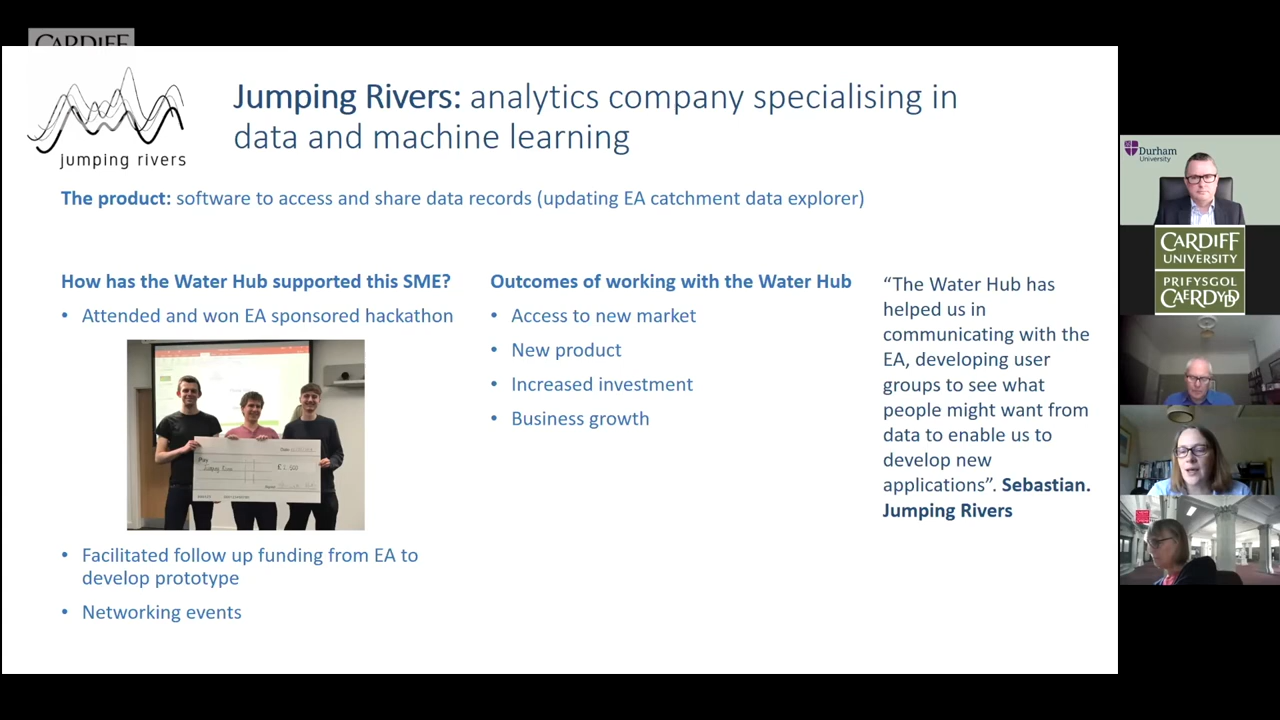 CARDIFF
jumping rivers
Jumping Rivers: analytics company specialising in
data and machine learning
The product: software to access and share data records (updating EA catchment data explorer)
How has the Water Hub supported this SME?
• Attended and won EA sponsored hackathon
Pay
• Facilitated follow up funding from EA to
develop prototype
• Networking events
Outcomes of working with the Water Hub
• Access to new market
• New product
• Increased investment
• Business growth
“The Water Hub has
helped us in
communicating with the
EA, developing user
groups to see what
people might want from
data to enable us to
develop new
applications”. Sebastian.
Jumping Rivers
Durham
University
CARDIFF
UNIVERSITY
PRIFYSGOL
CAERDYDD